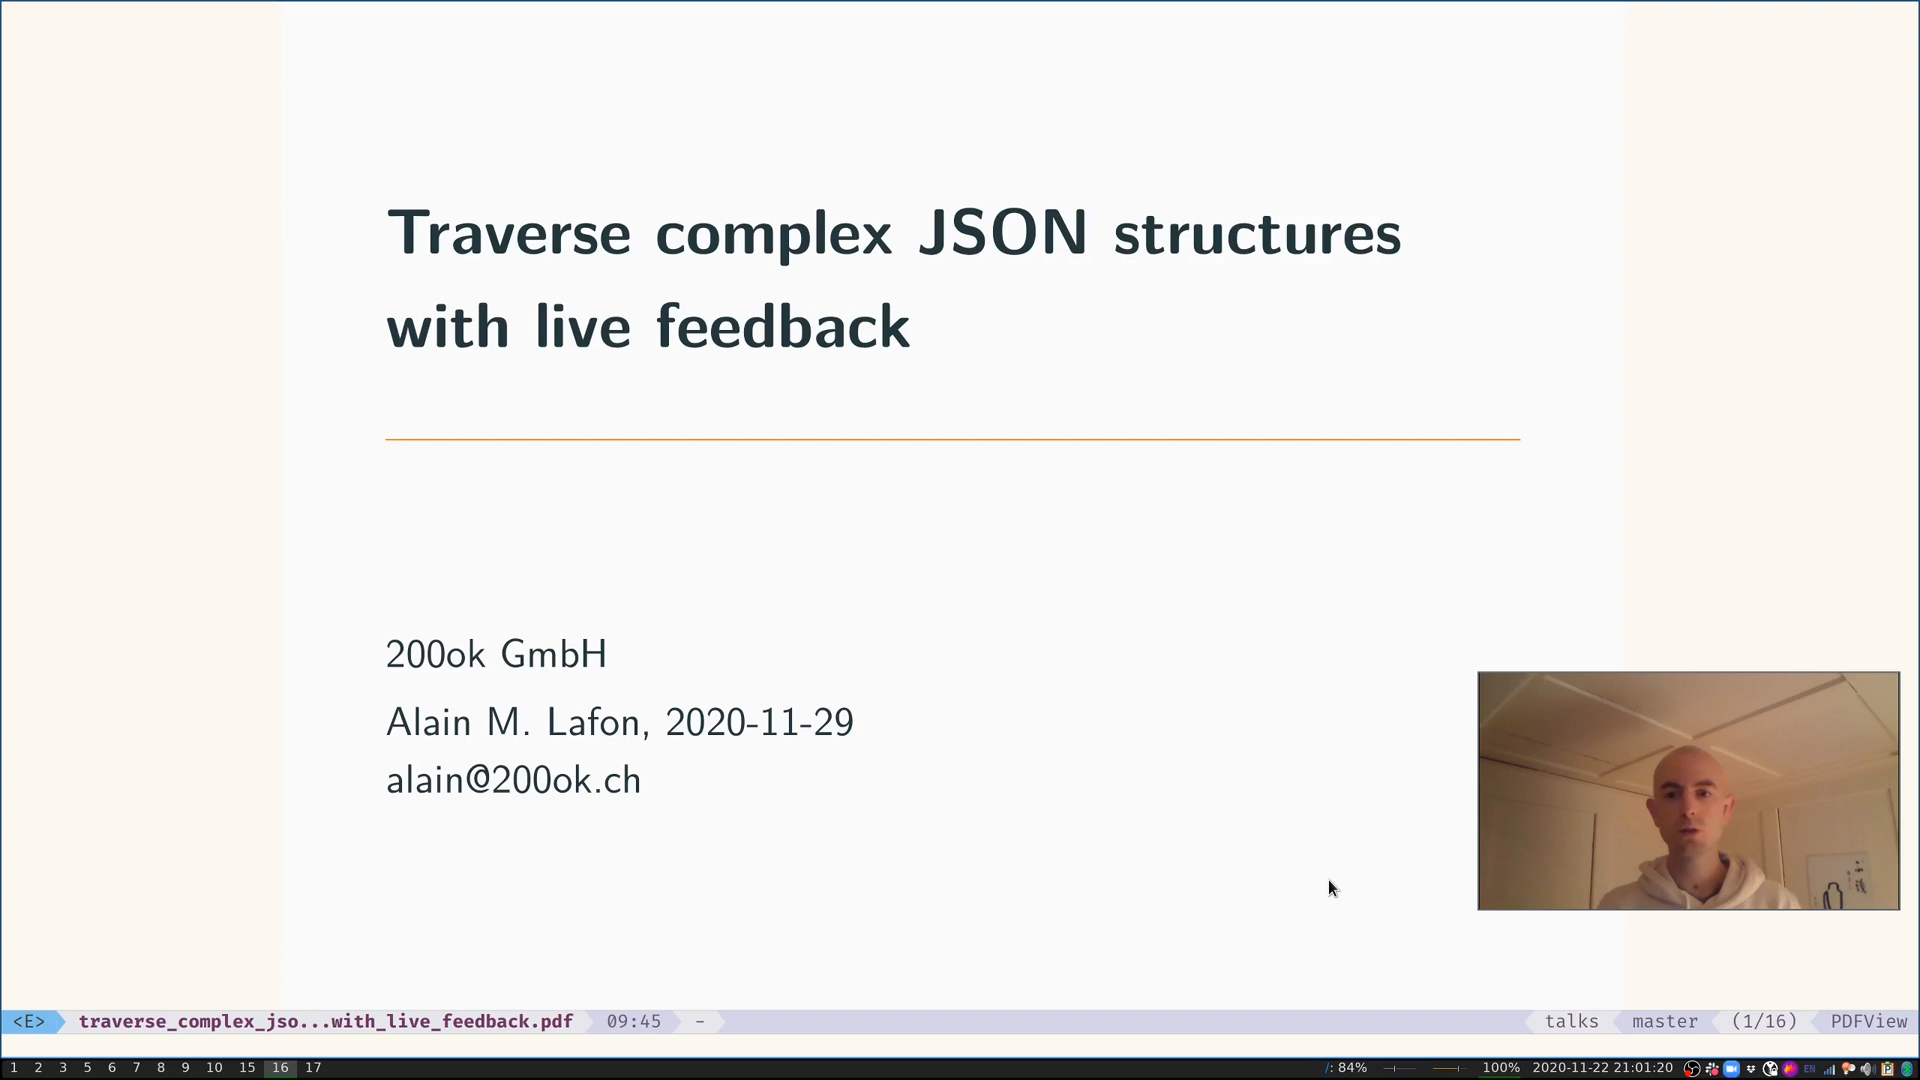 Traverse complex JSON structures
with live feedback
200ok GmbH
Alain M. Lafon, 2020-11-29
alain@200ok.ch
<E> traverse_complex_jso...with_live_feedback.pdf 09:45 – talks master (1/16) PDFView
1 2 3 5 6 7 8 9 10 15 16 17 /: 84% 100% 2020-11-22 21:01:20 EN